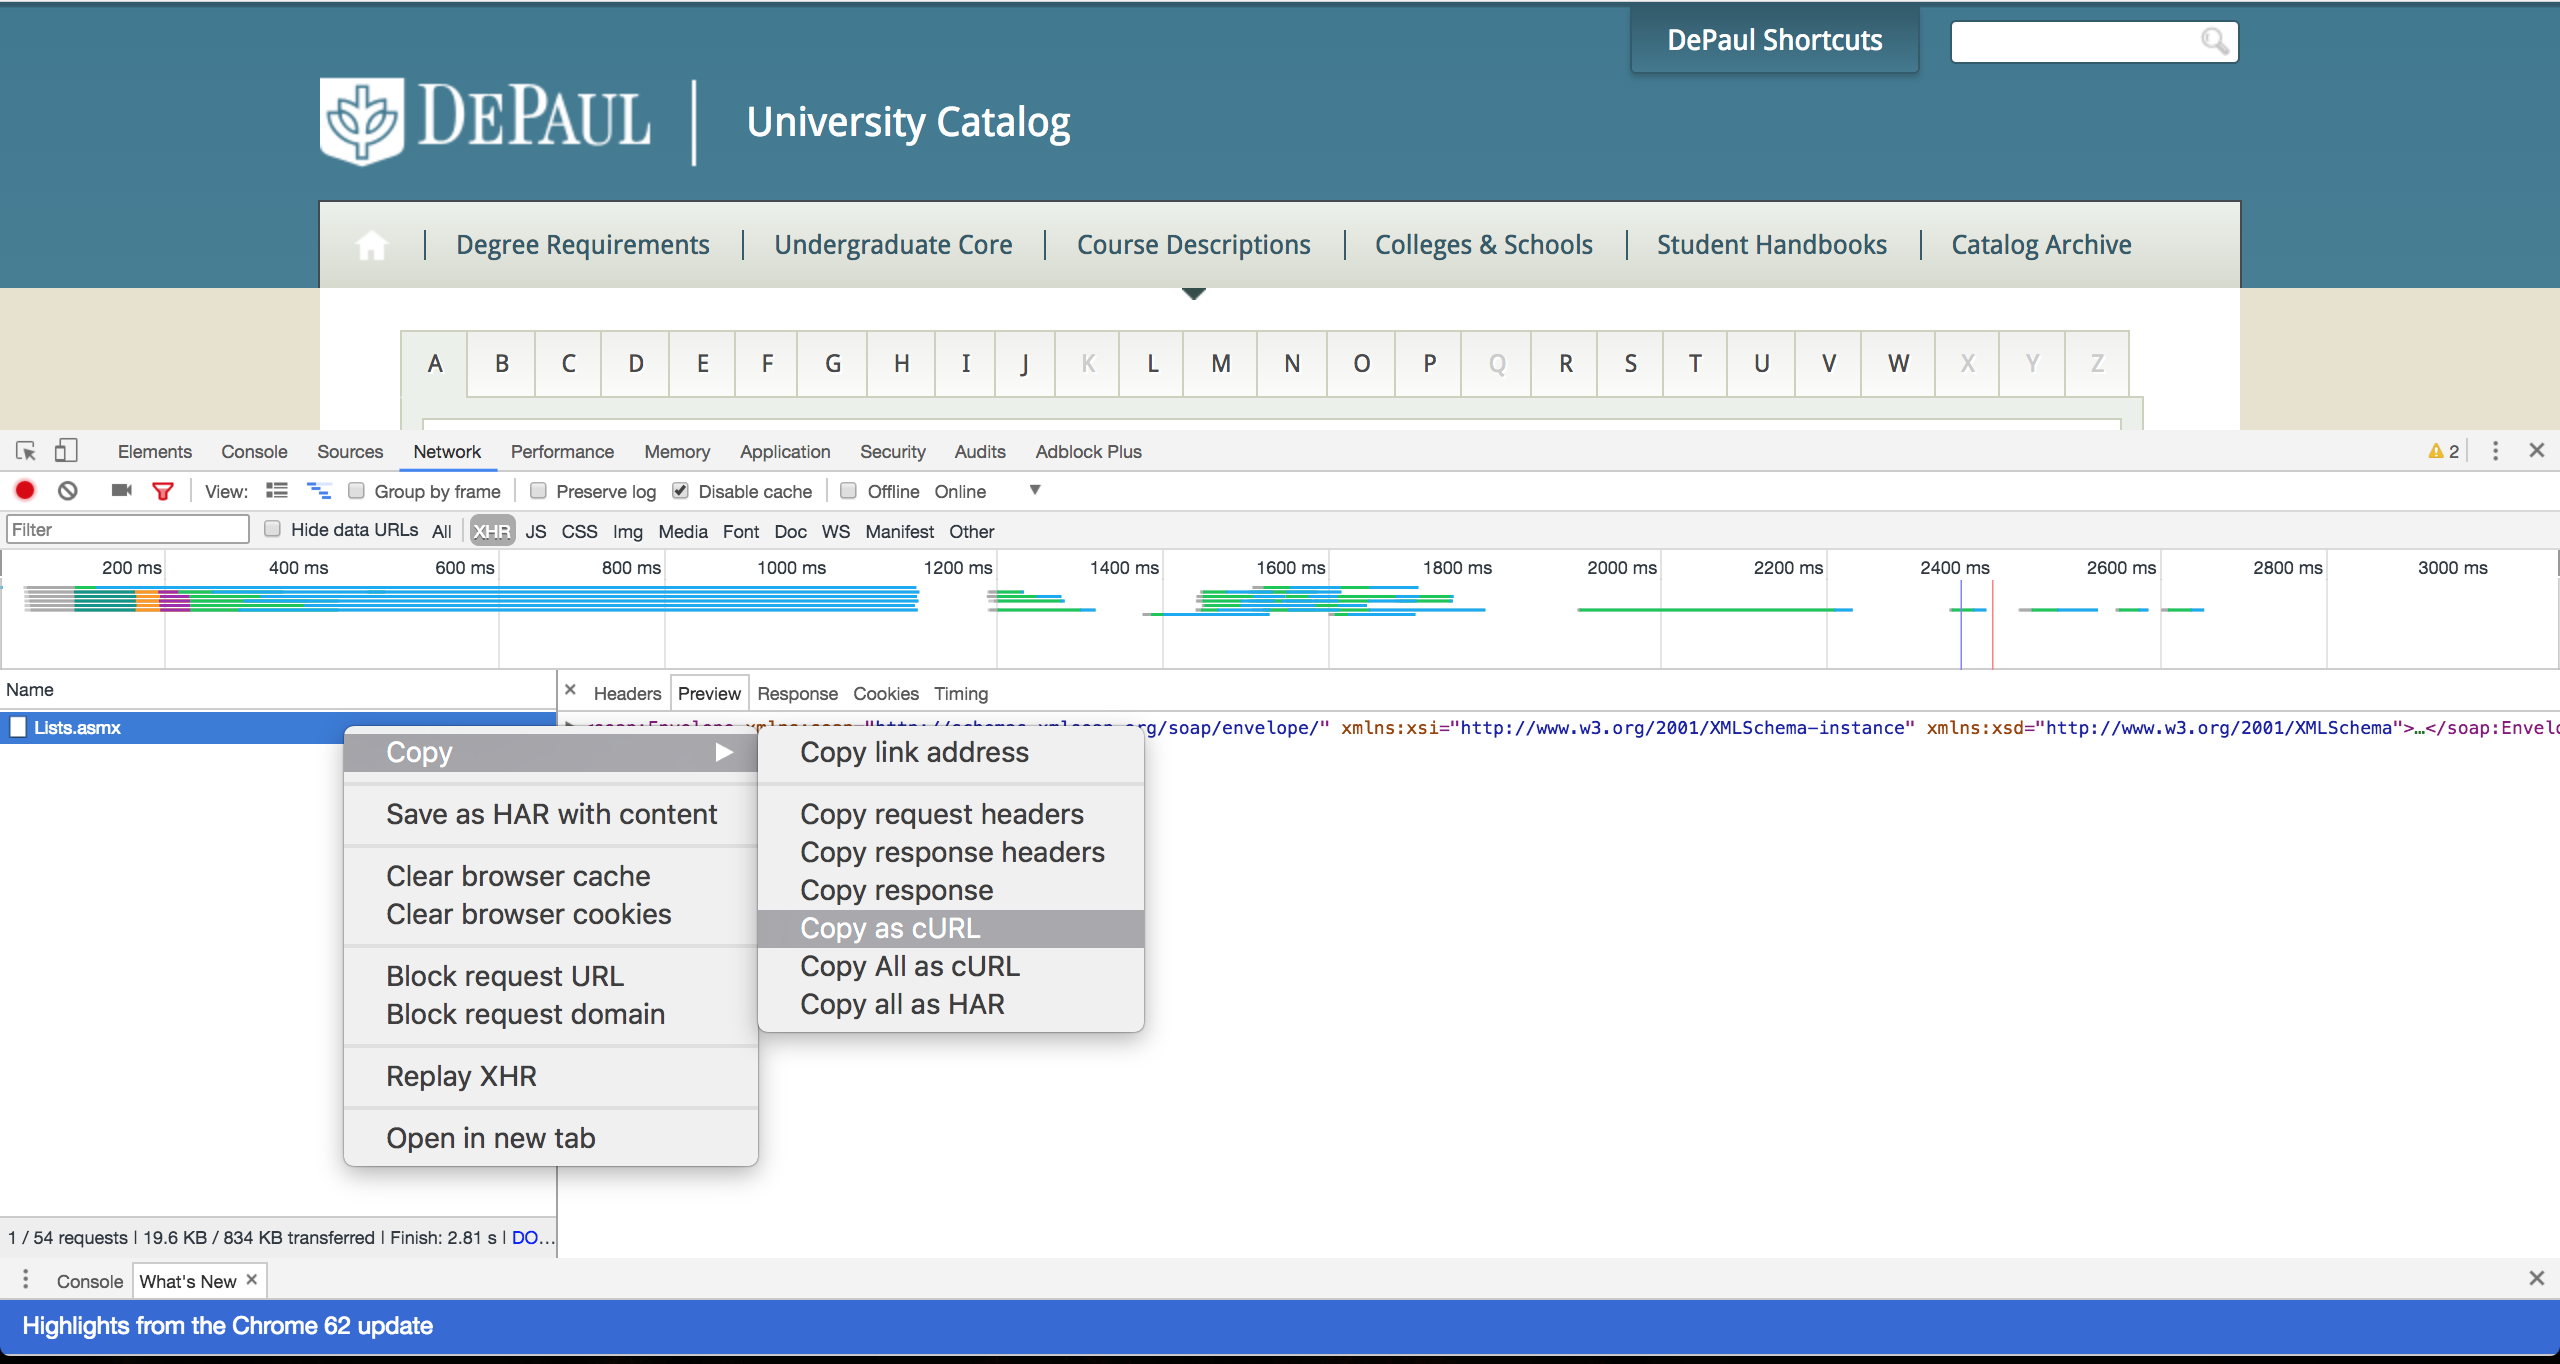 DePaul Shortcuts
DEPAUL
University Catalog
Degree Requirements
Undergraduate Core
Course Descriptions
Colleges & Schools
Student Handbooks
Catalog Archive
A B C D E F G H I J K L M N O P Q R S T U V W X Y Z
Elements Console Sources Network Performance Memory Application Security Audits Adblock Plus 2
View: Group by frame Preserve log Disable cache Offline Online
Filter Hide data URLs All XHR JS CSS Img Media Font Doc WS Manifest Other
200 ms 400 ms 600 ms 800 ms 1000 ms 1200 ms 1400 ms 1600 ms 1800 ms 2000 ms 2200 ms 2400 ms 2600 ms 2800 ms 3000 ms
Name
Headers Preview Response Cookies Timing
Lists.asmx
org/soap/envelope/" xmlns:xsi="http://www.w3.org/2001/XMLSchema-instance" xmlns:xsd="http://www.w3.org/2001/XMLSchema">…</soap:Envel
Copy
Save as HAR with content
Clear browser cache
Clear browser cookies
Block request URL
Block request domain
Replay XHR
Open in new tab
Copy link address
Copy request headers
Copy response headers
Copy response
Copy as cURL
Copy All as cURL
Copy all as HAR
1 / 54 requests | 19.6 KB / 834 KB transferred | Finish: 2.81 s | DO…
Console What's New
Highlights from the Chrome 62 update